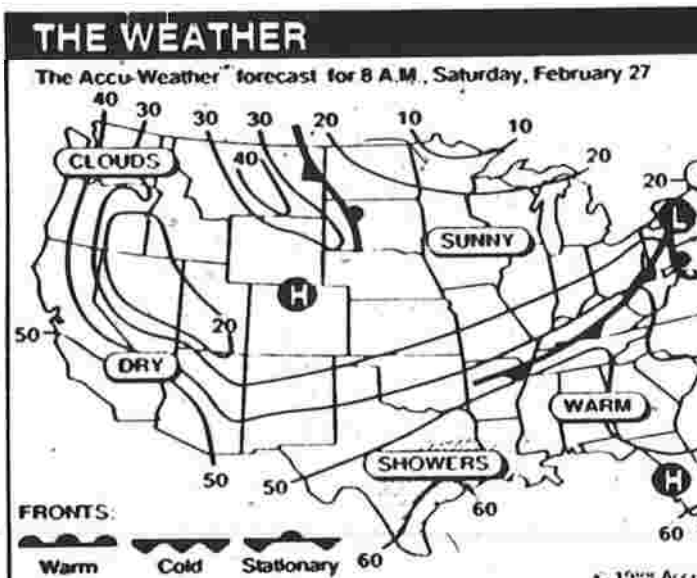 THE WEATHER
The Accu-Weather™ forecast for 8 A.M., Saturday, February 27
40 30 30 30 20 10 10
CLOUDS 40 20 20
SUNNY L
H
50 20
DRY
WARM
SHOWERS H
50 50 60
60
60
FRONTS:
Warm Cold Stationary